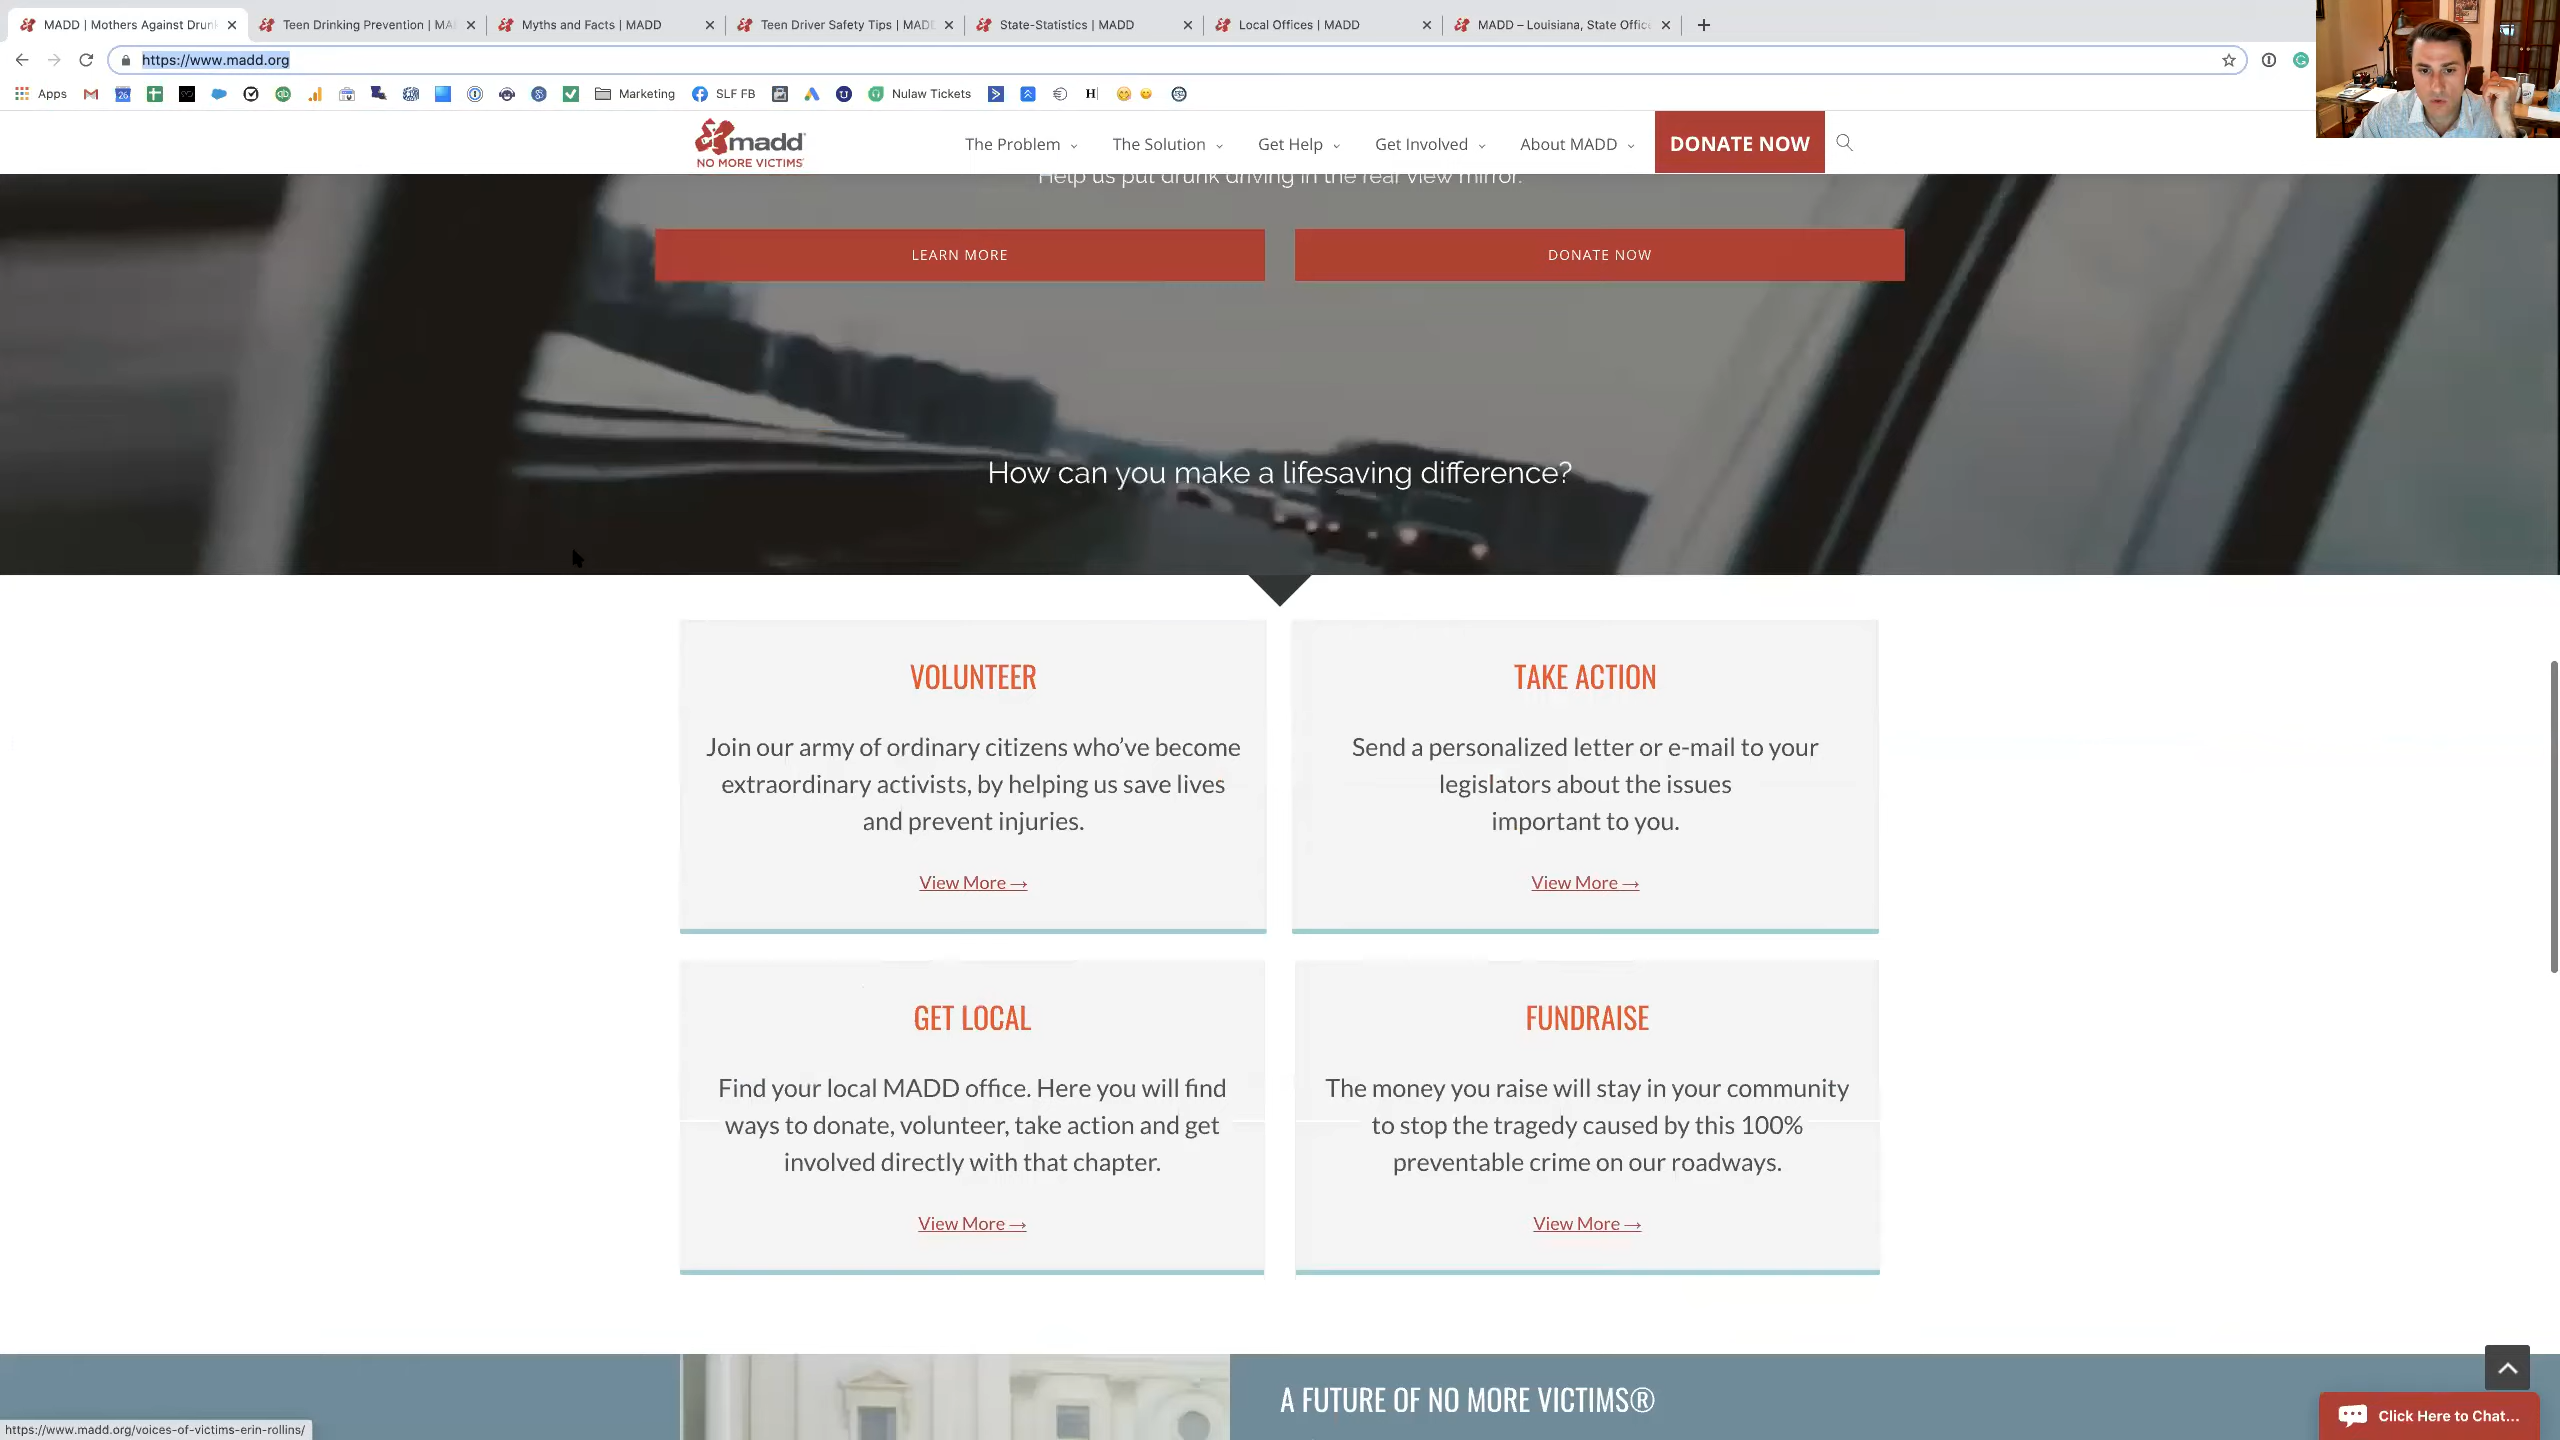 MADD | Mothers Against Drunk
Teen Drinking Prevention | MA
Myths and Facts | MADD
Teen Driver Safety Tips | MAD
State-Statistics | MADD
Local Offices | MADD
MADD – Louisiana, State Offic
https://www.madd.org
Apps
26
Marketing
SLF FB
Nulaw Tickets
madd
NO MORE VICTIMS
The Problem
The Solution
Get Help
Get Involved
About MADD
DONATE NOW
Help us put drunk driving in the rear view mirror.
LEARN MORE
DONATE NOW
How can you make a lifesaving difference?
VOLUNTEER
Join our army of ordinary citizens who’ve become
extraordinary activists, by helping us save lives
and prevent injuries.
View More →
TAKE ACTION
Send a personalized letter or e-mail to your
legislators about the issues
important to you.
View More →
GET LOCAL
Find your local MADD office. Here you will find
ways to donate, volunteer, take action and get
involved directly with that chapter.
View More →
FUNDRAISE
The money you raise will stay in your community
to stop the tragedy caused by this 100%
preventable crime on our roadways.
View More →
A FUTURE OF NO MORE VICTIMS®
Click Here to Chat...
https://www.madd.org/voices-of-victims-erin-rollins/